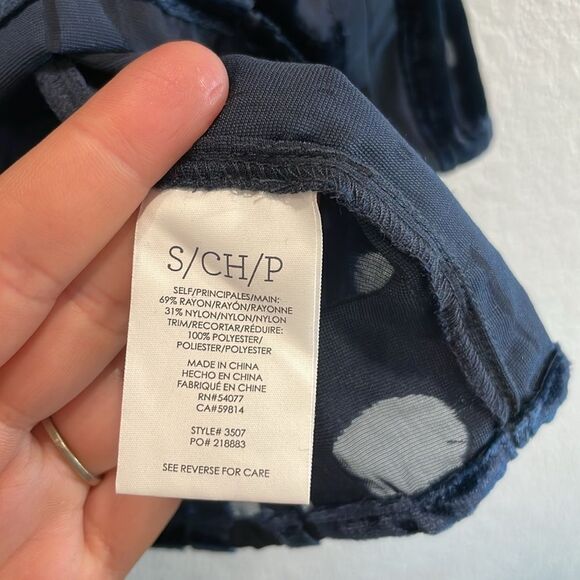 S/CH/P
SELF/PRINCIPALES/MAIN:
69% RAYON/RAYÓN/RAYONNE
31% NYLON/NYLON/NYLON
TRIM/RECORTAR/RÉDUIRE:
100% POLYESTER/
POLIÉSTER/POLYESTER
MADE IN CHINA
HECHO EN CHINA
FABRIQUÉ EN CHINE
RN#54077
CA#59814
STYLE# 3507
PO# 218883
SEE REVERSE FOR CARE